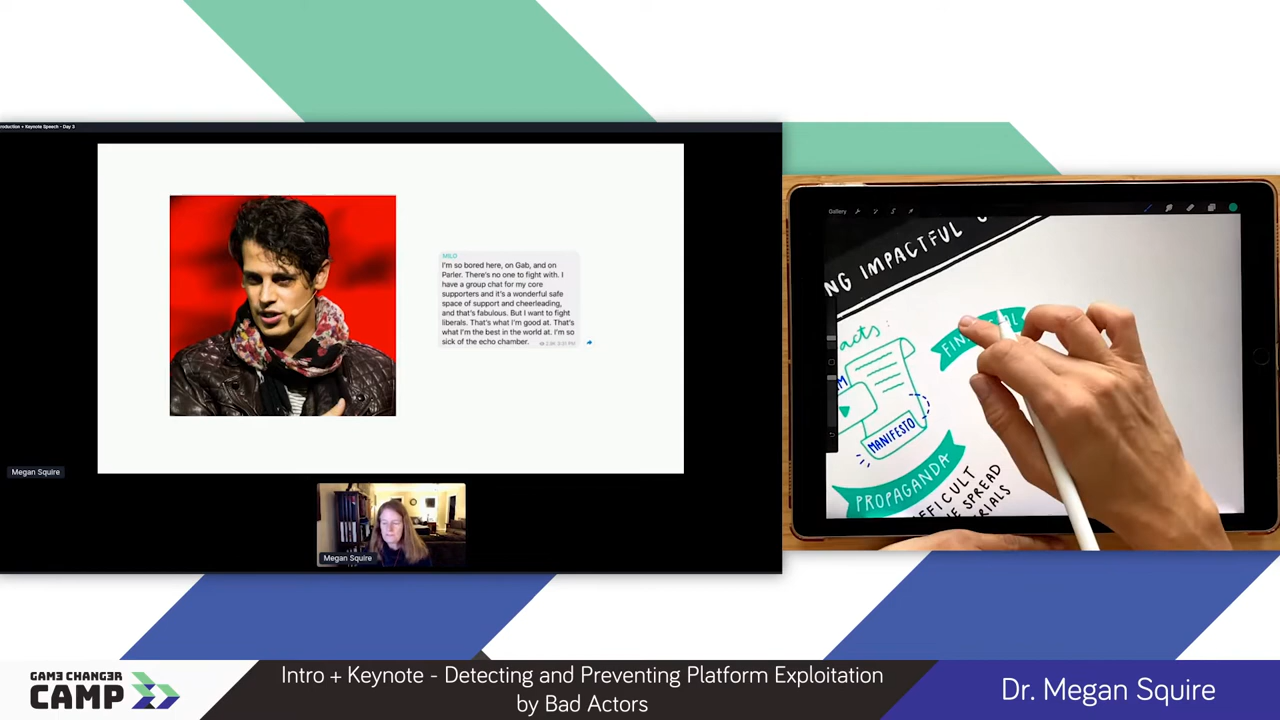 Introduction + Keynote Speech - Day 3
MILO
I'm so bored here, on Gab, and on
Parler. There's no one to fight with. I
have a group chat for my core
supporters and it's a wonderful safe
space of support and cheerleading,
and that's fabulous. But I want to fight
liberals. That's what I'm good at. That's
what I'm the best in the world at. I'm so
sick of the echo chamber.
Megan Squire
Megan Squire
Gallery
NG IMPACTFUL
acts
MANIFESTO
PROPAGANDA
SPREAD
GAME CHANGER
CAMP
Intro + Keynote - Detecting and Preventing Platform Exploitation
by Bad Actors
Dr. Megan Squire